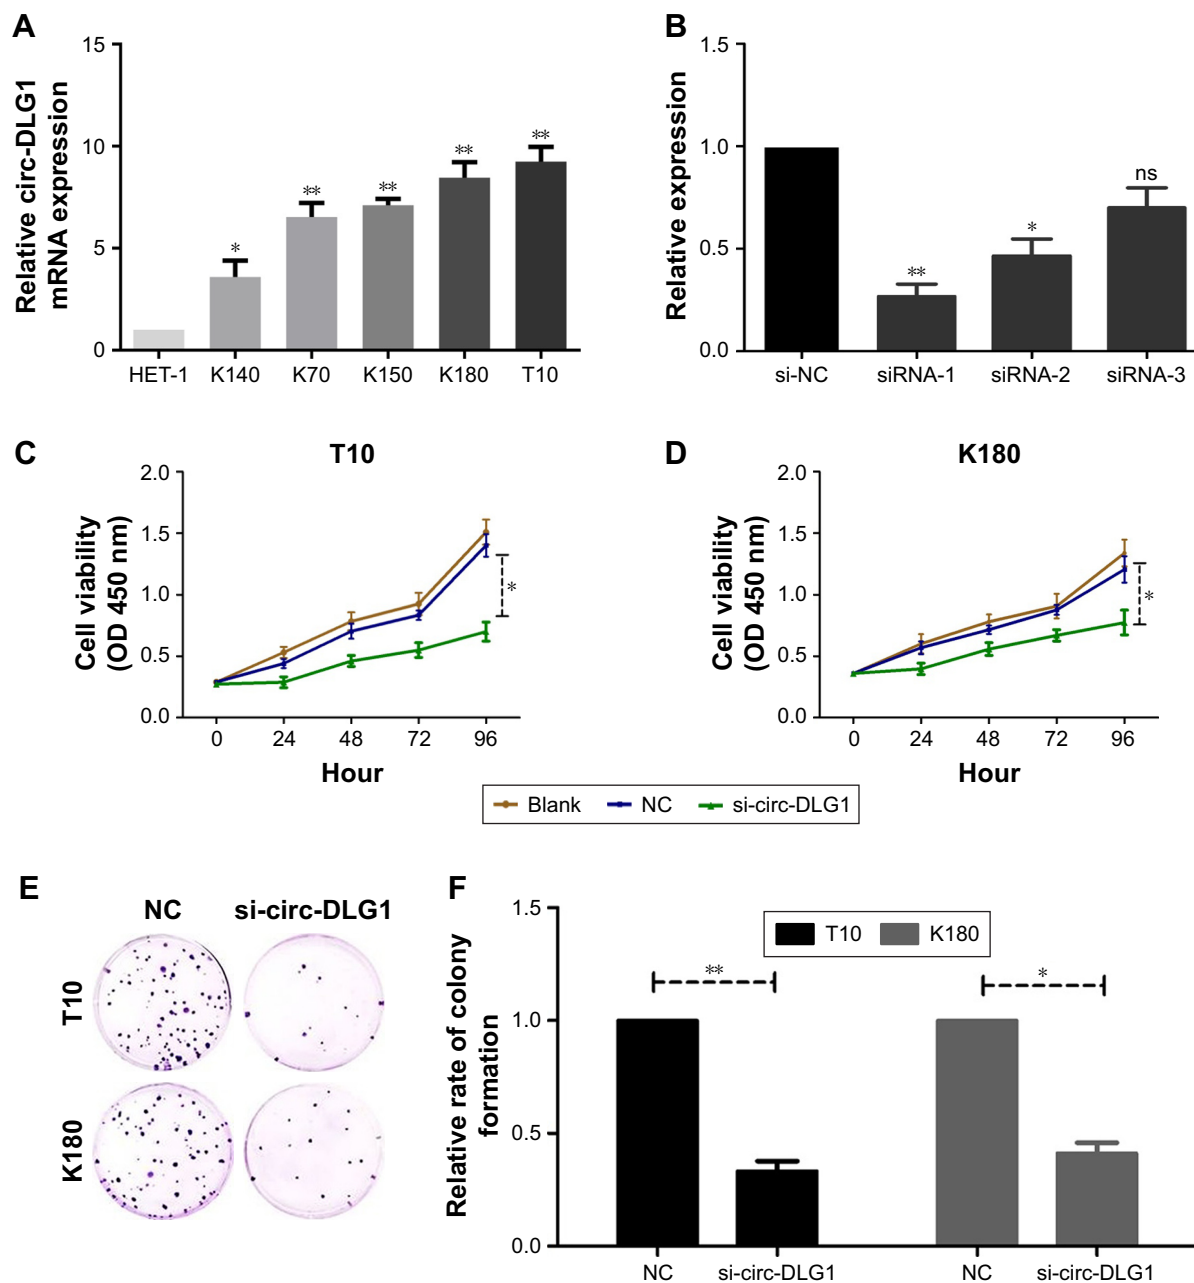 A
Relative circ-DLG1
mRNA expression
15
10
5
0
*
**
**
**
**
HET-1 K140 K70 K150 K180 T10
B
Relative expression
1.5
1.0
0.5
0.0
**
*
ns
si-NC siRNA-1 siRNA-2 siRNA-3
C
T10
Cell viability
(OD 450 nm)
2.0
1.5
1.0
0.5
0.0
*
0 24 48 72 96
Hour
D
K180
Cell viability
(OD 450 nm)
2.0
1.5
1.0
0.5
0.0
*
0 24 48 72 96
Hour
Blank NC si-circ-DLG1
E
NC si-circ-DLG1
T10
K180
F
Relative rate of colony
formation
1.5
1.0
0.5
0.0
T10 K180
**
*
NC si-circ-DLG1 NC si-circ-DLG1